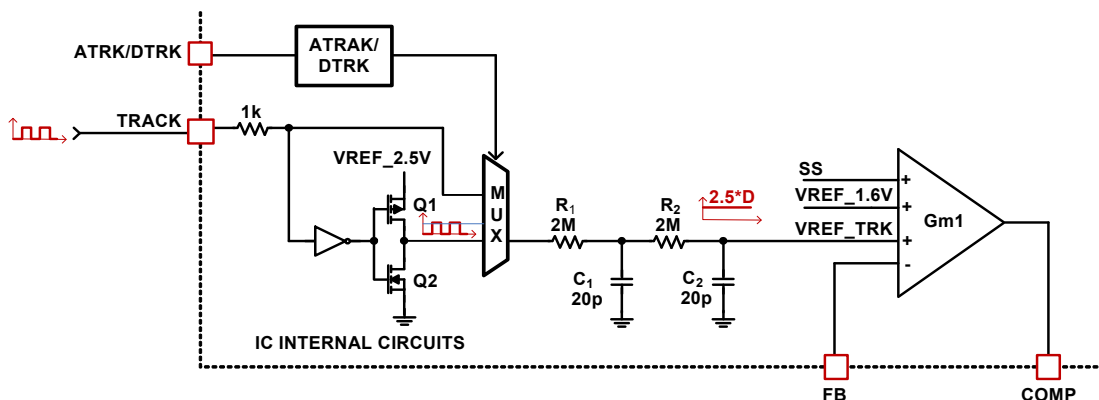 ATRK/DTRK
ATRAK/
DTRK
TRACK
1k
VREF_2.5V
Q1
Q2
M
U
X
R1
2M
R2
2M
2.5*D
C1
20p
C2
20p
SS
+
VREF_1.6V
+
VREF_TRK
+
-
Gm1
IC INTERNAL CIRCUITS
FB
COMP